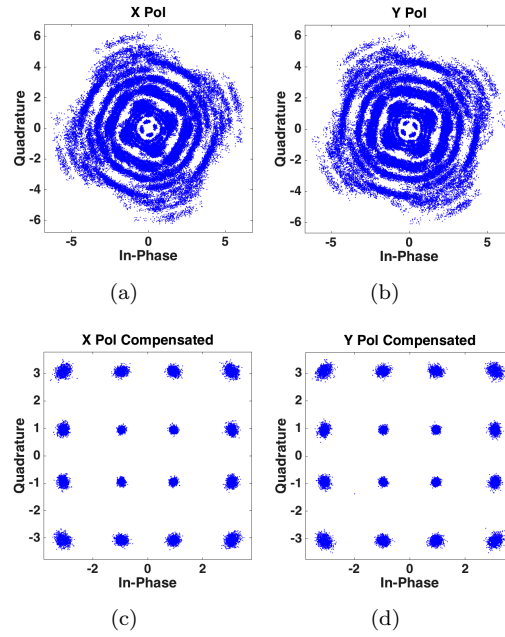 X Pol
Quadrature
6
4
2
0
-2
-4
-6
-5
0
5
In-Phase
(a)
Y Pol
Quadrature
6
4
2
0
-2
-4
-6
-5
0
5
In-Phase
(b)
X Pol Compensated
Quadrature
3
2
1
0
-1
-2
-3
-2
0
2
In-Phase
(c)
Y Pol Compensated
Quadrature
3
2
1
0
-1
-2
-3
-2
0
2
In-Phase
(d)